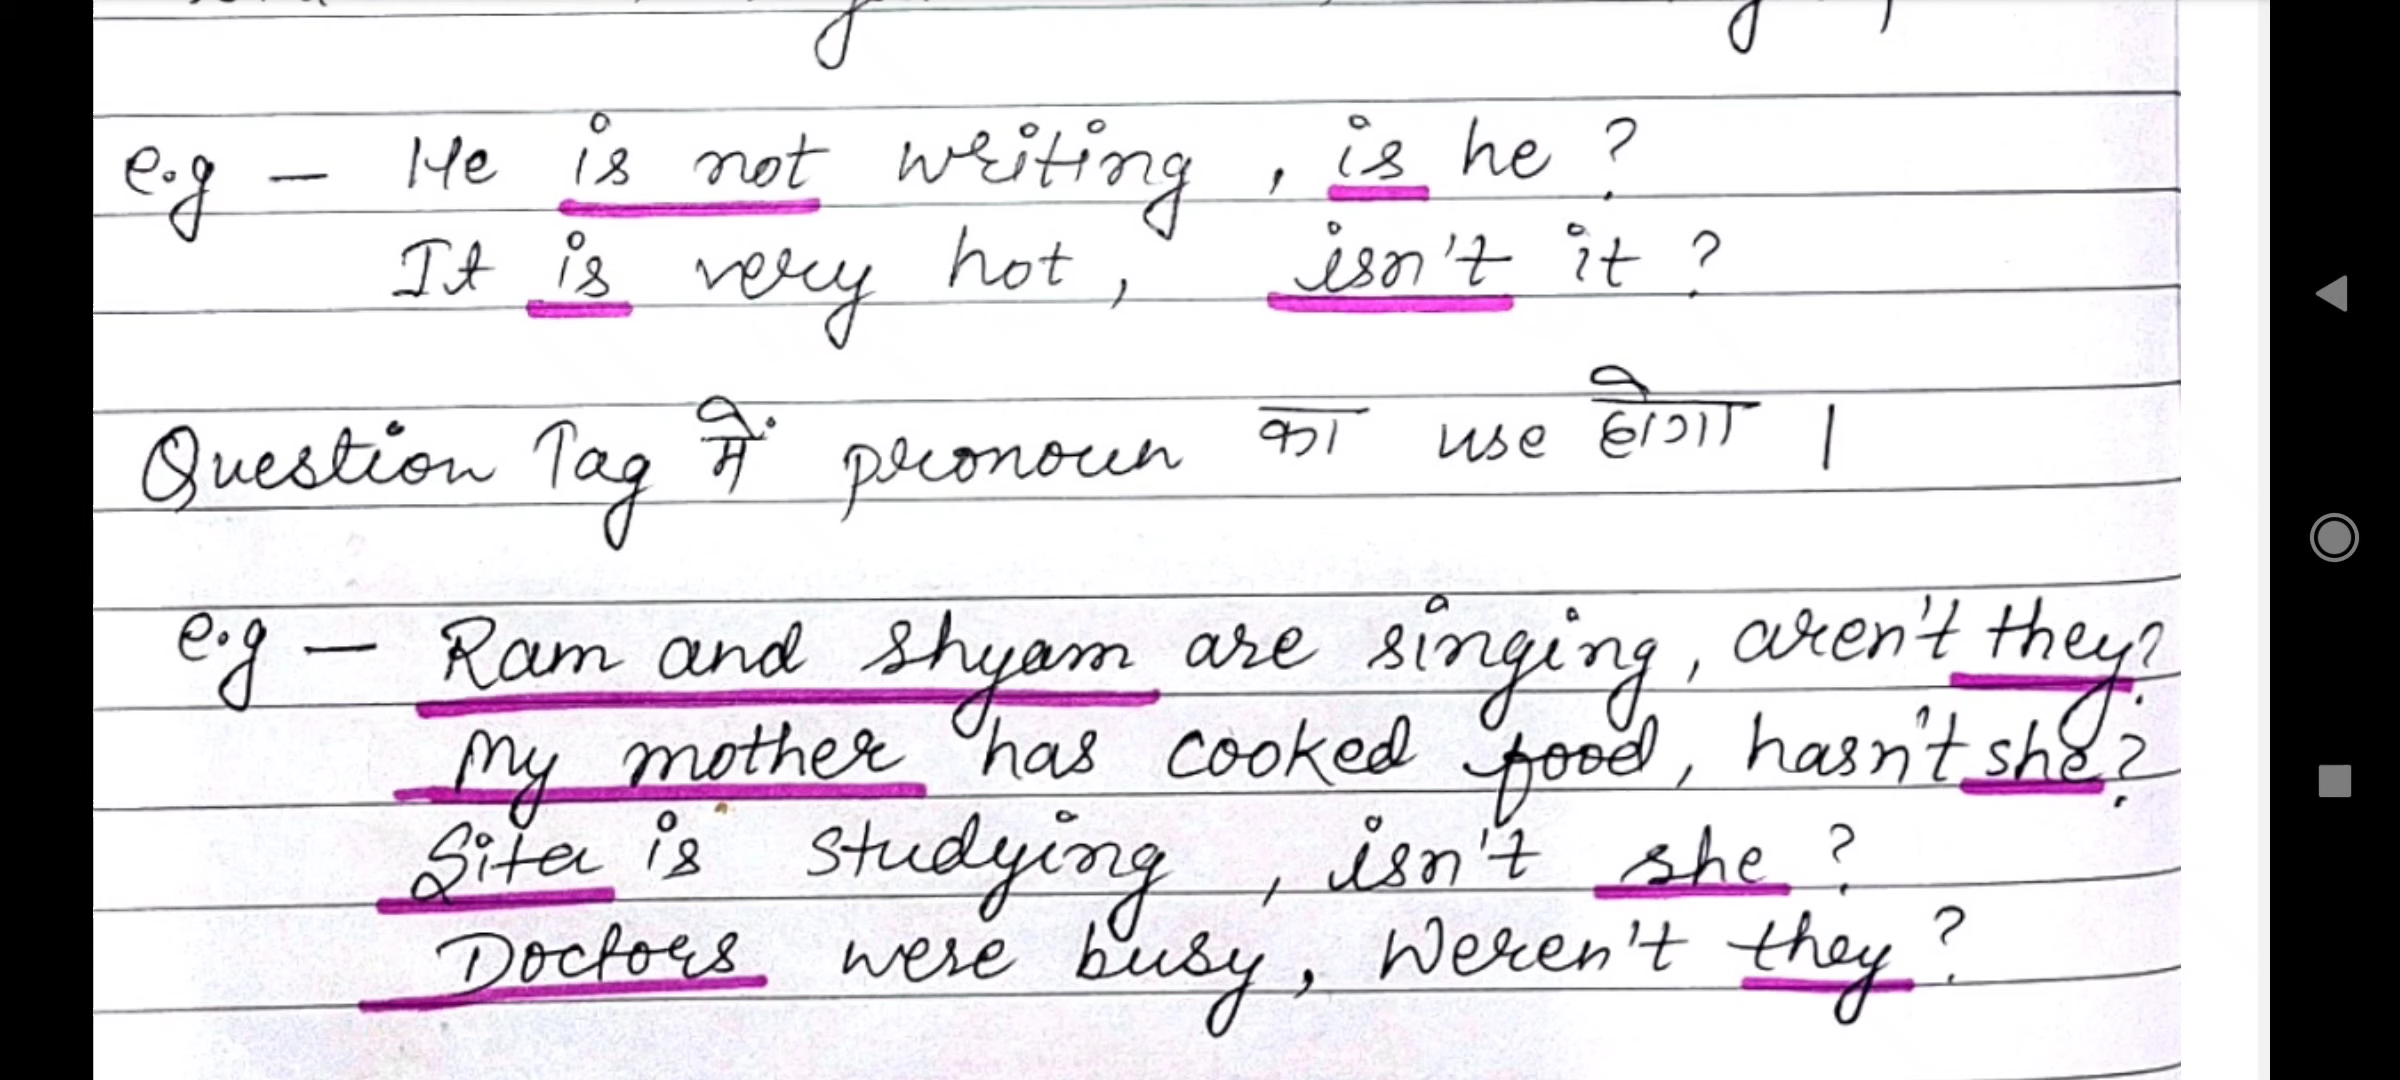 e.g - He is not writing, is he?
It is very hot, isn't it?
Question Tag में pronoun का use होगा |
e.g - Ram and Shyam are singing, aren't they?
My mother has cooked food, hasn't she?
Sita is studying, isn't she?
Doctors were busy, Weren't they?